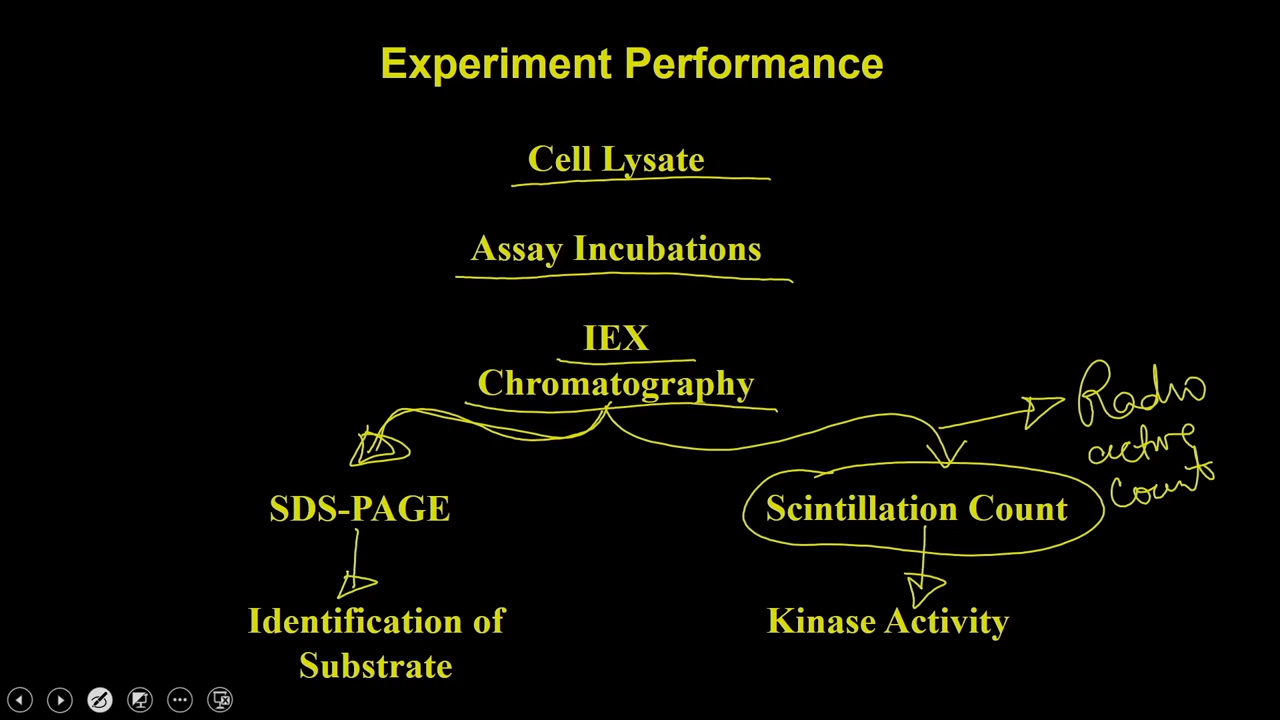 Experiment Performance
Cell Lysate
Assay Incubations
IEX
Chromatography
Radio
active
count
SDS-PAGE
Scintillation Count
Identification of
Substrate
Kinase Activity